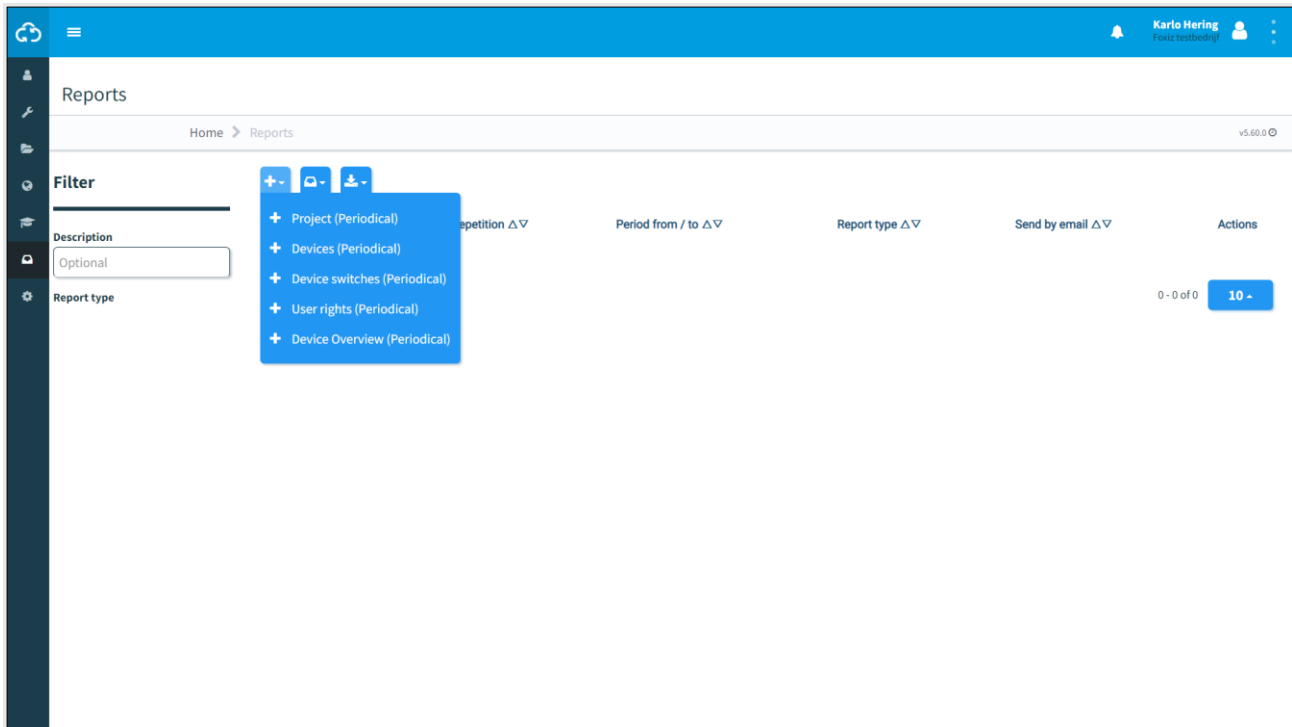 Karlo Hering
Foxiz testbedrijf
Reports
Home Reports
v5.60.0
Filter
Project (Periodical)
Devices (Periodical)
Device switches (Periodical)
User rights (Periodical)
Device Overview (Periodical)
epetition △▽
Period from / to △▽
Report type △▽
Send by email △▽
Actions
Description
Optional
Report type
0 - 0 of 0
10